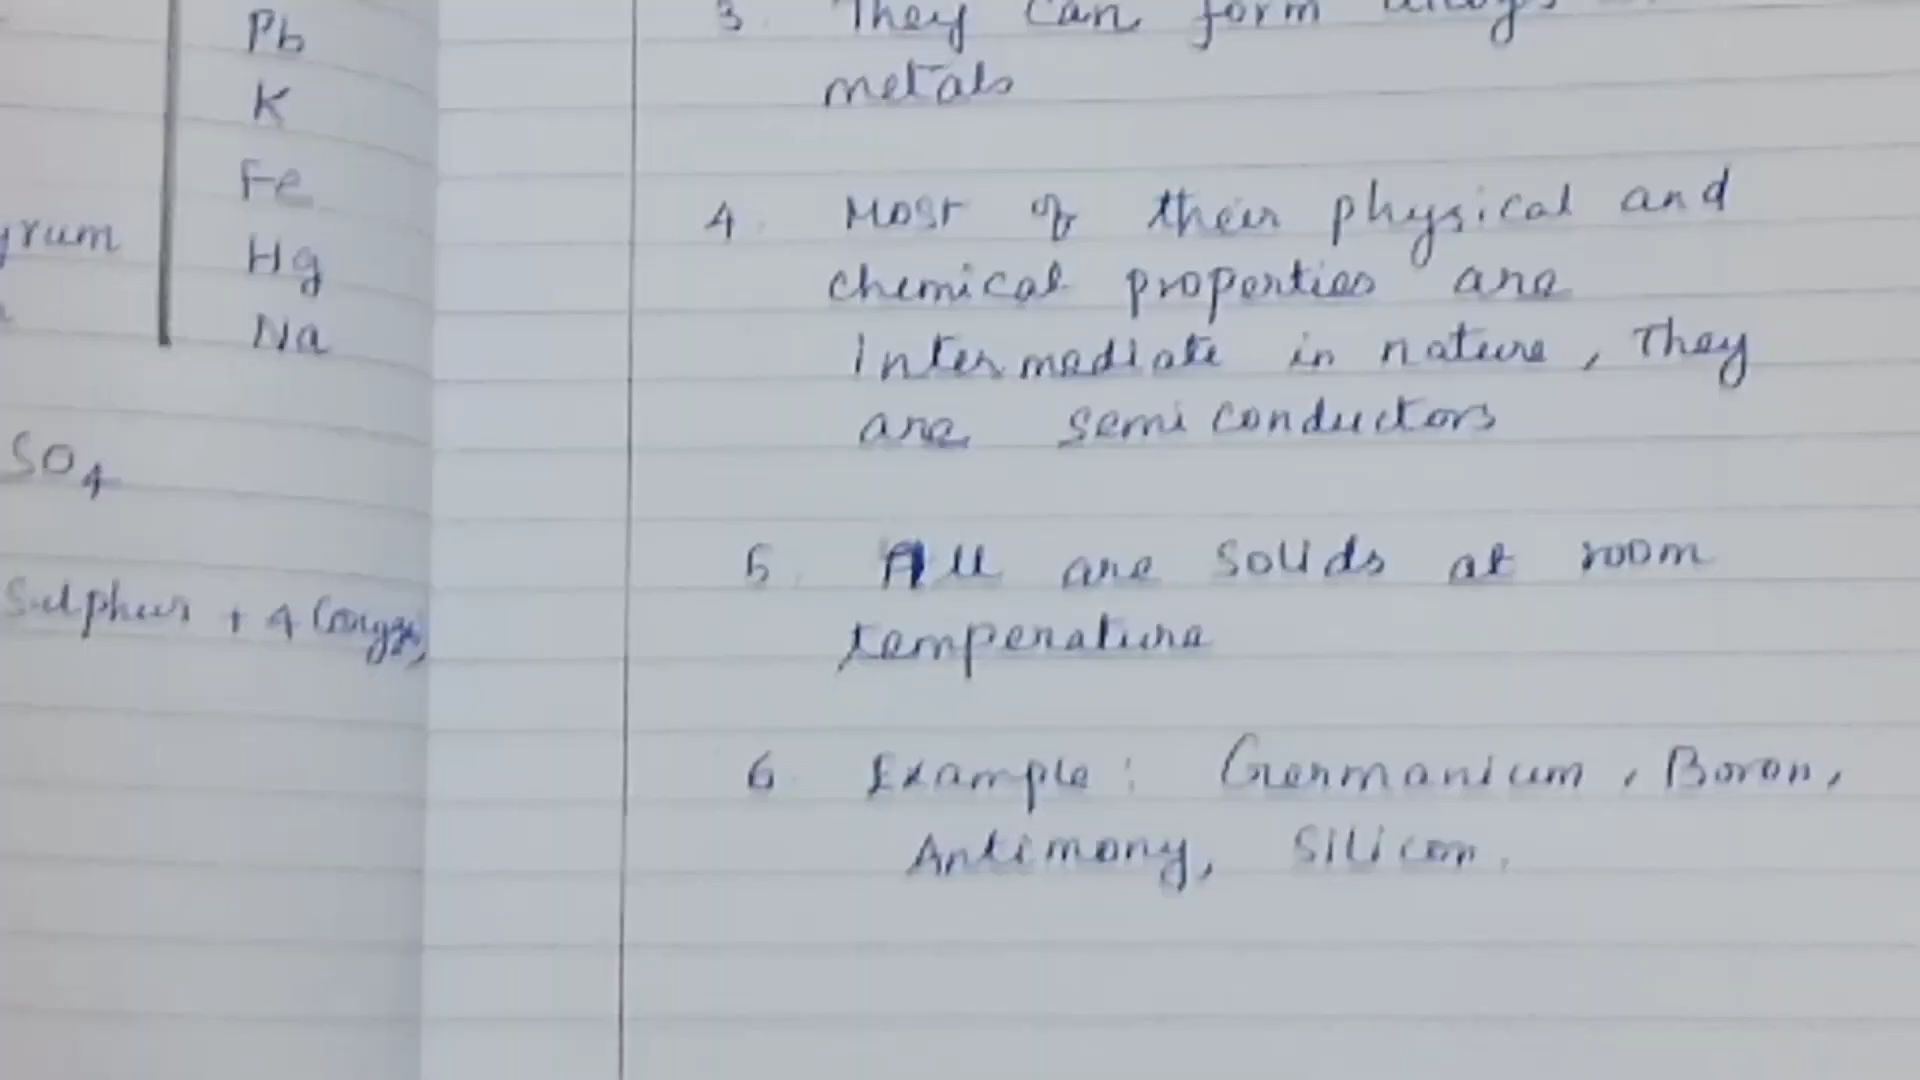 Pb
K
Fe
yrum Hg
Na
SO4
Sulphur + 4
3. They can form alloys
metals
4. Most of their physical and
chemical properties are
intermediate in nature, They
are semi conductors
5. All are solids at room
temperature
6. Example: Germanium, Boron,
Antimony, Silicon.